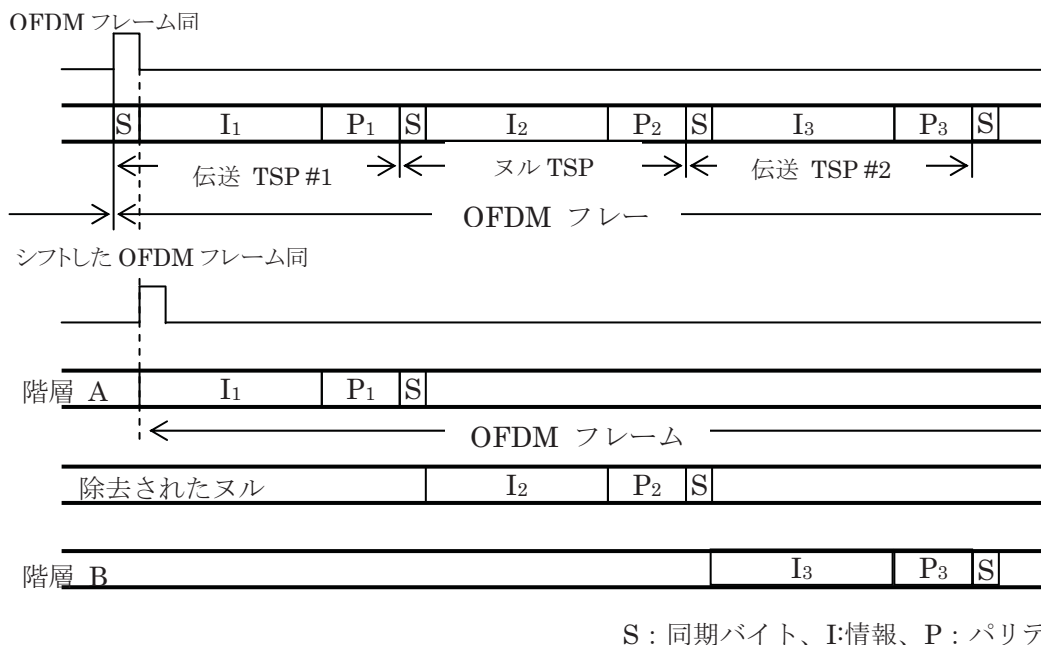 OFDM フレーム同
S I1 P1 S I2 P2 S I3 P3 S
伝送 TSP #1 ヌル TSP 伝送 TSP #2
OFDM フレー
シフトした OFDM フレーム同
階層 A I1 P1 S
OFDM フレーム
除去されたヌル I2 P2 S
階層 B I3 P3 S
S：同期バイト、I:情報、P：パリテ